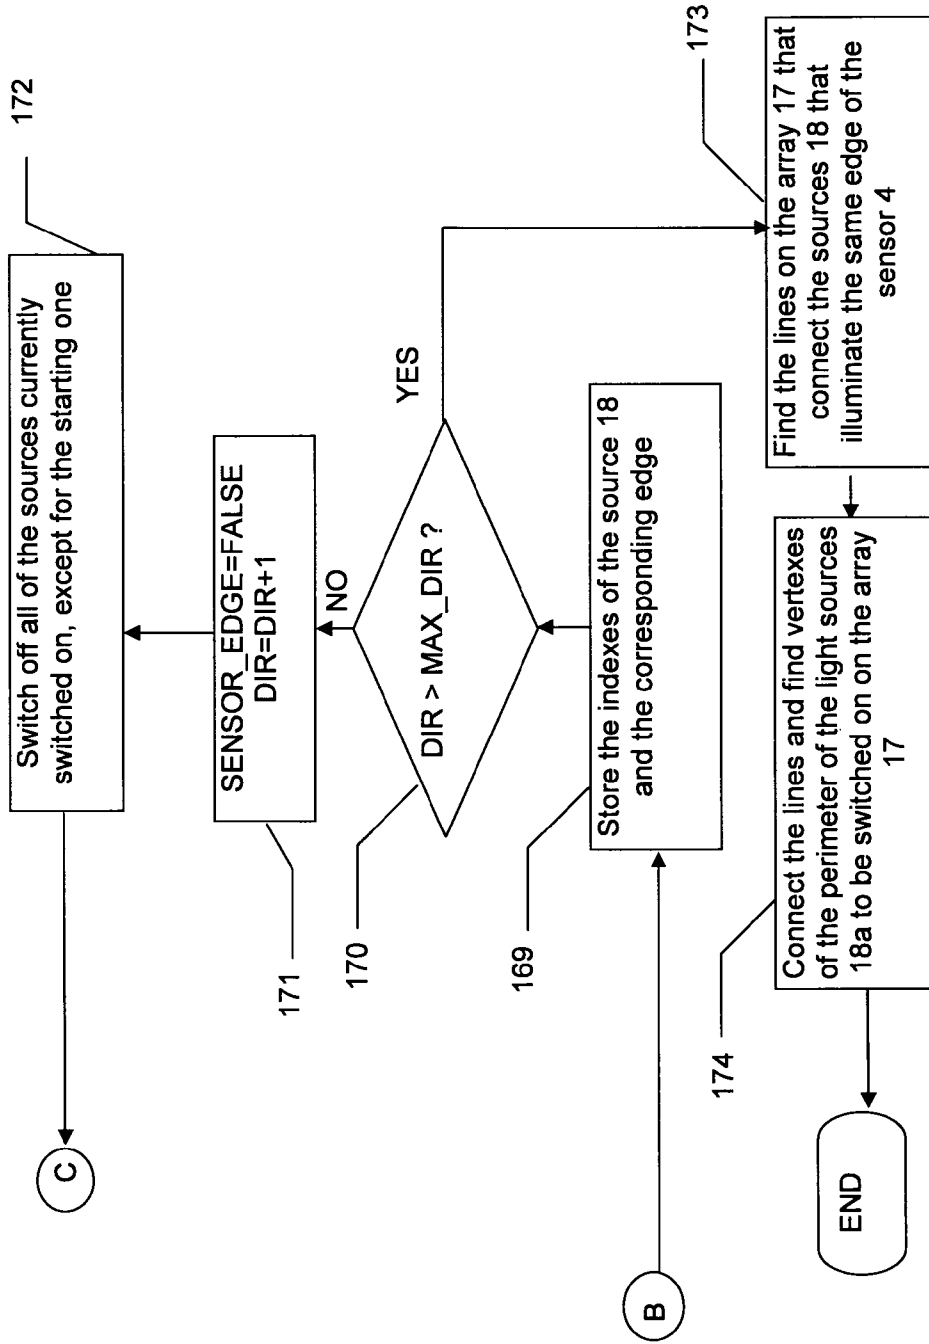 B
169
Store the indexes of the source 18
and the corresponding edge
170
DIR > MAX_DIR ?
NO
YES
171
SENSOR_EDGE=FALSE
DIR=DIR+1
172
Switch off all of the sources currently
switched on, except for the starting one
C
173
Find the lines on the array 17 that
connect the sources 18 that
illuminate the same edge of the
sensor 4
174
Connect the lines and find vertexes
of the perimeter of the light sources
18a to be switched on on the array
17
END